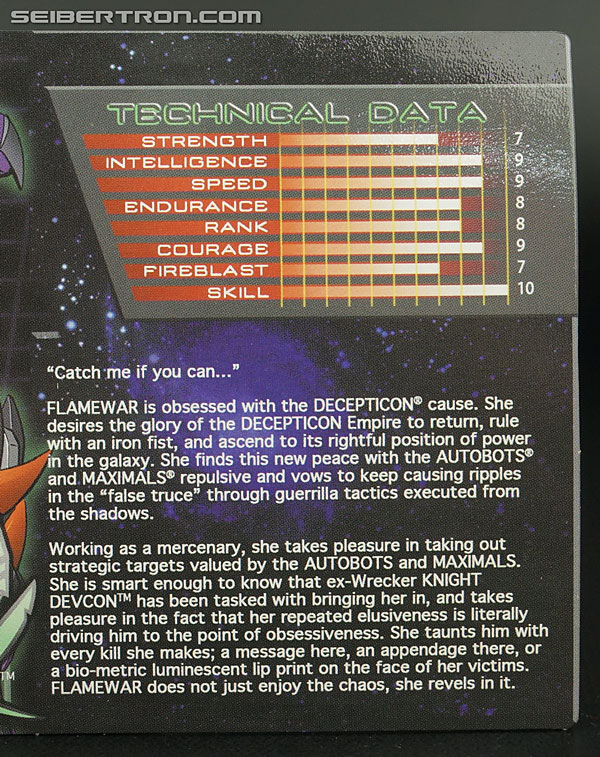 SEIBERTRON.COM
TECHNICAL DATA
STRENGTH 7
INTELLIGENCE 9
SPEED 9
ENDURANCE 8
RANK 8
COURAGE 9
FIREBLAST 7
SKILL 10
“Catch me if you can...”
FLAMEWAR is obsessed with the DECEPTICON® cause. She
desires the glory of the DECEPTICON Empire to return, rule
with an iron fist, and ascend to its rightful position of power
in the galaxy. She finds this new peace with the AUTOBOTS®
and MAXIMALS® repulsive and vows to keep causing ripples
in the “false truce” through guerrilla tactics executed from
the shadows.
Working as a mercenary, she takes pleasure in taking out
strategic targets valued by the AUTOBOTS and MAXIMALS.
She is smart enough to know that ex-Wrecker KNIGHT
DEVCON™ has been tasked with bringing her in, and takes
pleasure in the fact that her repeated elusiveness is literally
driving him to the point of obsessiveness. She taunts him with
every kill she makes; a message here, an appendage there, or
a bio-metric luminescent lip print on the face of her victims.
FLAMEWAR does not just enjoy the chaos, she revels in it.
TM